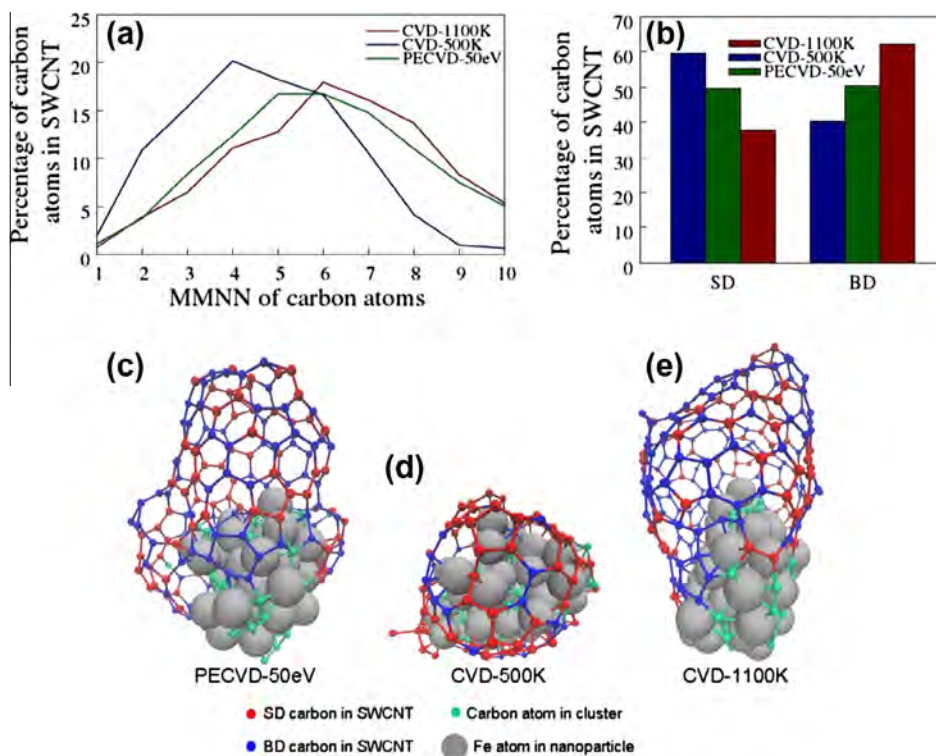 (a)
CVD-1100K
CVD-500K
PECVD-50eV
Percentage of carbon
atoms in SWCNT
25
20
15
10
5
0
1 2 3 4 5 6 7 8 9 10
MMNN of carbon atoms
(b)
CVD-1100K
CVD-500K
PECVD-50eV
Percentage of carbon
atoms in SWCNT
70
60
50
40
30
20
10
0
SD BD
(c)
(d)
(e)
PECVD-50eV
CVD-500K
CVD-1100K
SD carbon in SWCNT
Carbon atom in cluster
BD carbon in SWCNT
Fe atom in nanoparticle